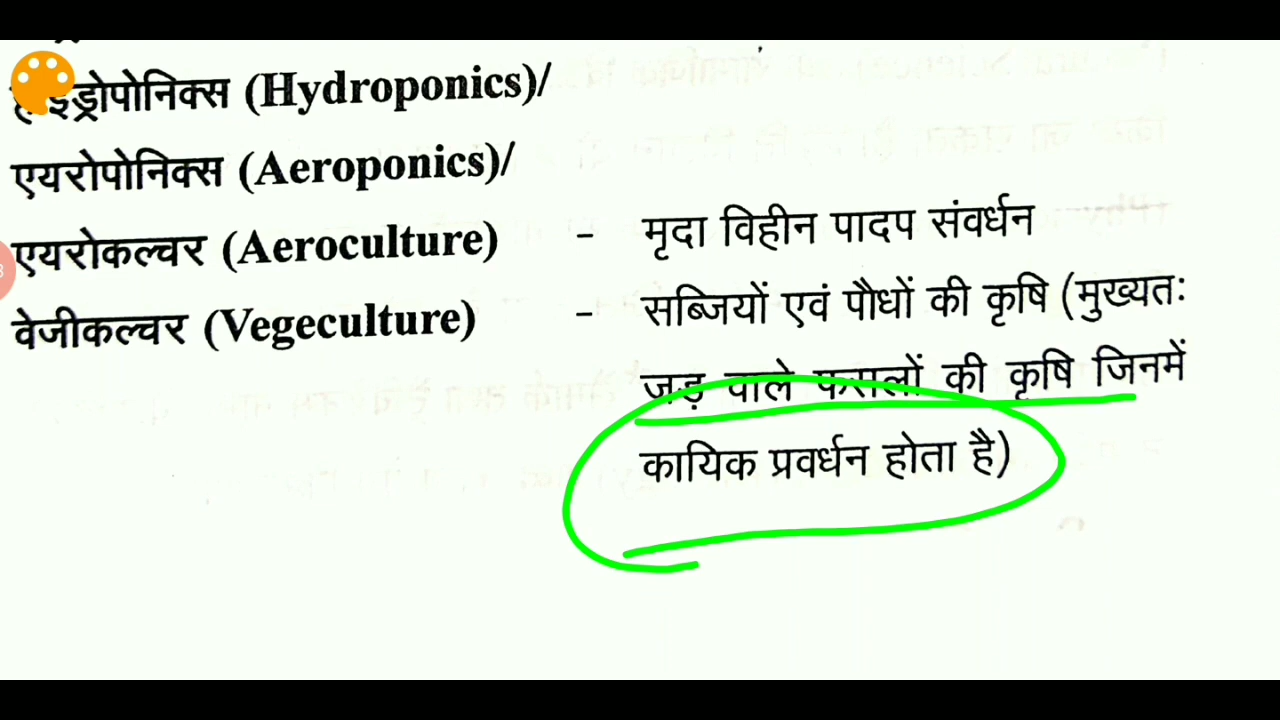 हाइड्रोपोनिक्स (Hydroponics)/
एयरोपोनिक्स (Aeroponics)/
एयरोकल्चर (Aeroculture) - मृदा विहीन पादप संवर्धन
वेजीकल्चर (Vegeculture) - सब्जियों एवं पौधों की कृषि (मुख्यतः
जड़ वाले फसलों की कृषि जिनमें
कायिक प्रवर्धन होता है)